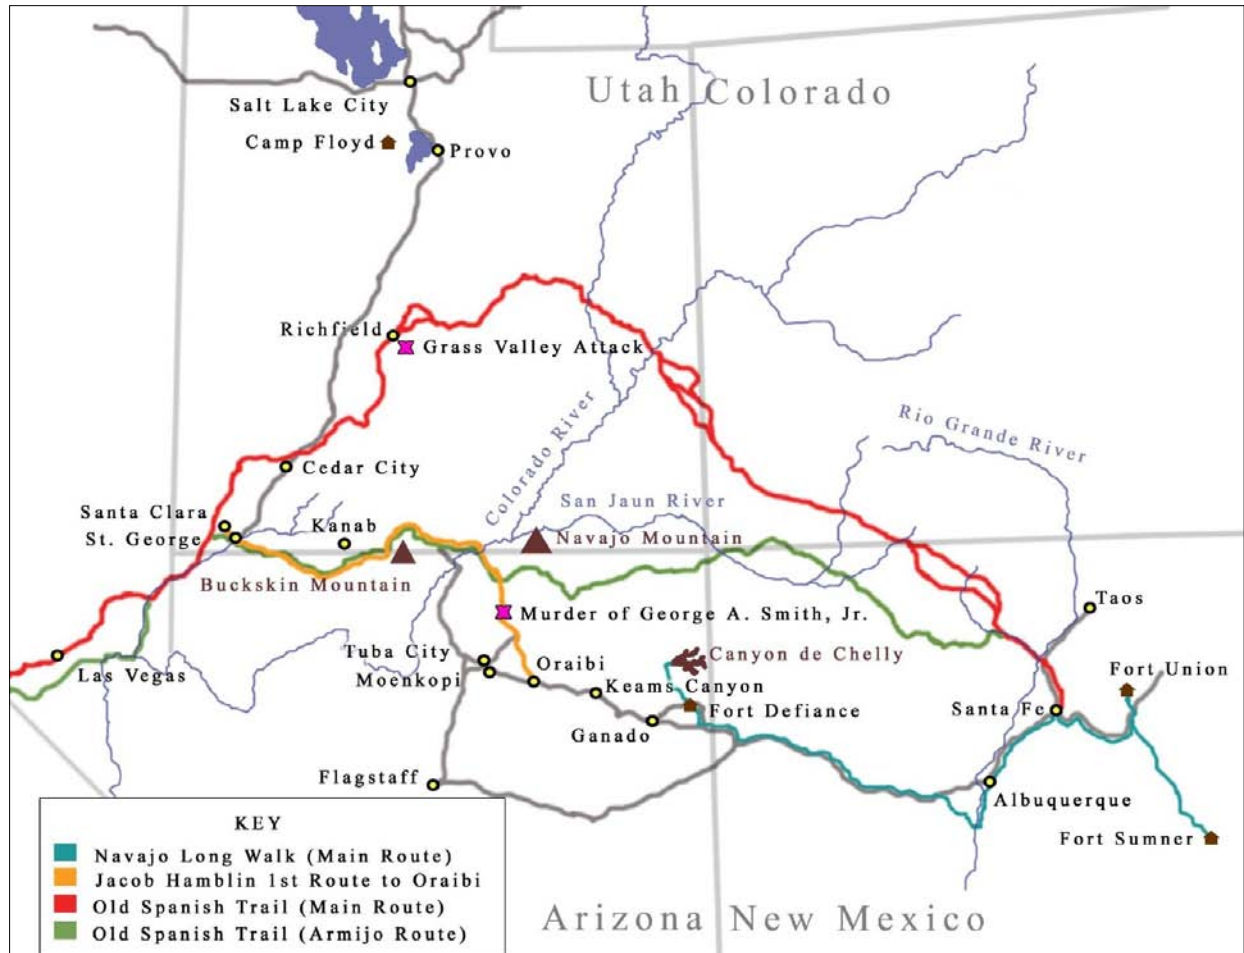 Utah Colorado
Salt Lake City
Camp Floyd
Provo
Richfield
Grass Valley Attack
Rio Grande River
Colorado River
Cedar City
San Jaun River
Santa Clara
St. George
Kanab
Navajo Mountain
Buckskin Mountain
Taos
Murder of George A. Smith, Jr.
Tuba City
Canyon de Chelly
Oraibi
Moenkopi
Las Vegas
Keams Canyon
Fort Union
Fort Defiance
Santa Fe
Ganado
Flagstaff
Albuquerque
Fort Sumner
KEY
Navajo Long Walk (Main Route)
Jacob Hamblin 1st Route to Oraibi
Old Spanish Trail (Main Route)
Old Spanish Trail (Armijo Route)
Arizona New Mexico